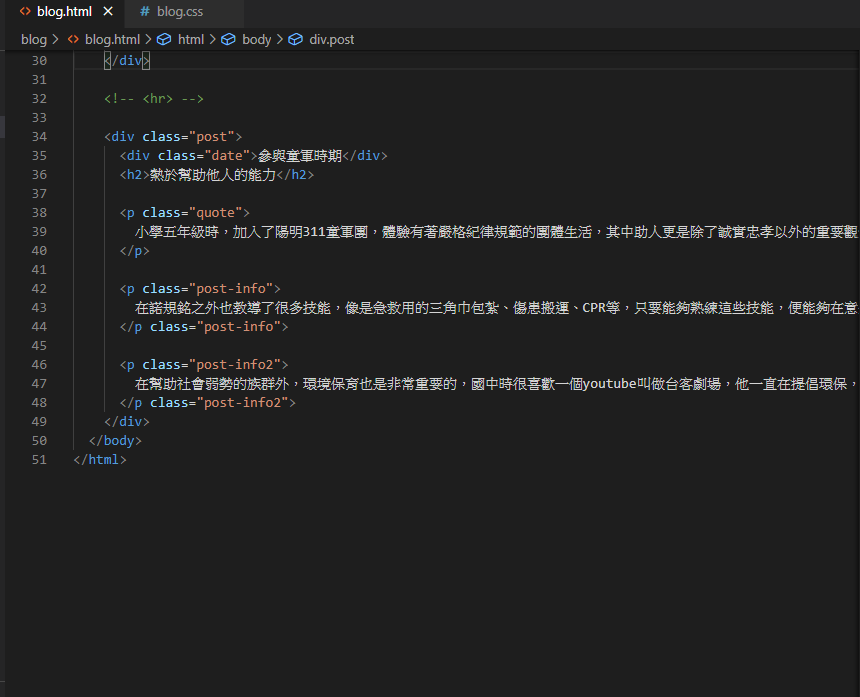 blog.html
# blog.css
blog > blog.html > html > body > div.post
30 </div>
31
32 <!-- <hr> -->
33
34 <div class="post">
35 <div class="date">參與童軍時期</div>
36 <h2>熱於幫助他人的能力</h2>
37
38 <p class="quote">
39 小學五年級時，加入了陽明311童軍團，體驗有著嚴格紀律規範的團體生活，其中助人更是除了誠實忠孝以外的重要觀
40 </p>
41
42 <p class="post-info">
43 在諾規銘之外也教導了很多技能，像是急救用的三角巾包紮、傷患搬運、CPR等，只要能夠熟練這些技能，便能夠在意
44 </p class="post-info">
45
46 <p class="post-info2">
47 在幫助社會弱勢的族群外，環境保育也是非常重要的，國中時很喜歡一個youtube叫做台客劇場，他一直在提倡環保，
48 </p class="post-info2">
49 </div>
50 </body>
51 </html>